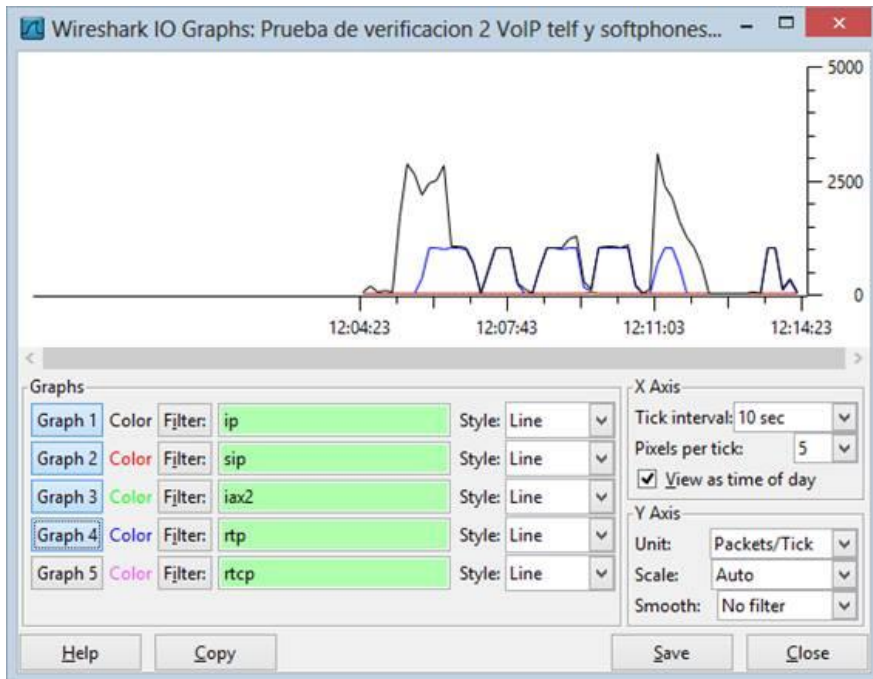 Wireshark IO Graphs: Prueba de verificacion 2 VoIP telf y softphones...
5000
2500
0
12:04:23 12:07:43 12:11:03 12:14:23
Graphs
Graph 1 Color Filter: ip Style: Line
Graph 2 Color Filter: sip Style: Line
Graph 3 Color Filter: iax2 Style: Line
Graph 4 Color Filter: rtp Style: Line
Graph 5 Color Filter: rtcp Style: Line
X Axis
Tick interval: 10 sec
Pixels per tick: 5
View as time of day
Y Axis
Unit: Packets/Tick
Scale: Auto
Smooth: No filter
Help Copy Save Close